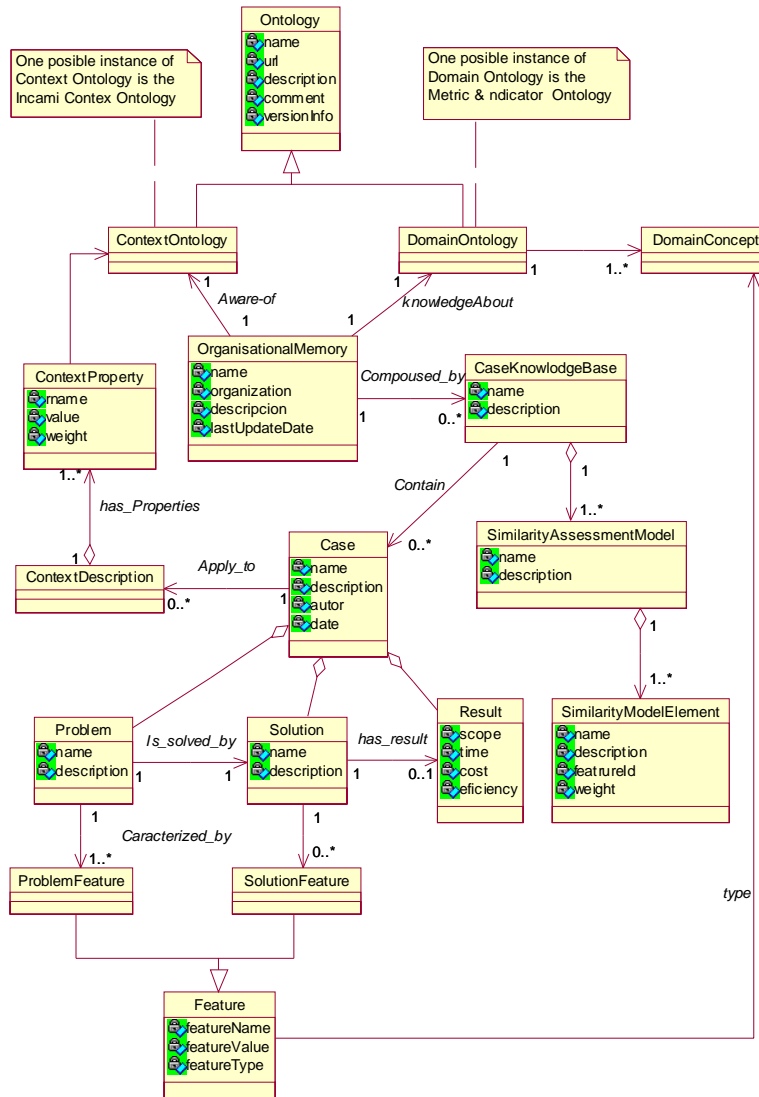 Ontology
name
url
description
comment
versionInfo
One posible instance of
Context Ontology is the
Incami Contex Ontology
One posible instance of
Domain Ontology is the
Metric & ndicator Ontology
ContextOntology
DomainOntology
DomainConcept
1
1
1
1..*
Aware-of
knowledgeAbout
1
1
OrganisationalMemory
name
organization
descripcion
lastUpdateDate
Compoused_by
1
0..*
CaseKnowledgeBase
name
description
ContextProperty
rname
value
weight
1..*
has_Properties
1
ContextDescription
Apply_to
0..*
1
Contain
1
0..*
1
1..*
Case
name
description
autor
date
SimilarityAssessmentModel
name
description
1
1..*
Problem
name
description
Is_solved_by
1
1
Solution
name
description
has_result
1
0..1
Result
scope
time
cost
eficiency
SimilarityModelElement
name
description
featrureId
weight
1
Caracterized_by
1..*
1
0..*
ProblemFeature
SolutionFeature
type
Feature
featureName
featureValue
featureType